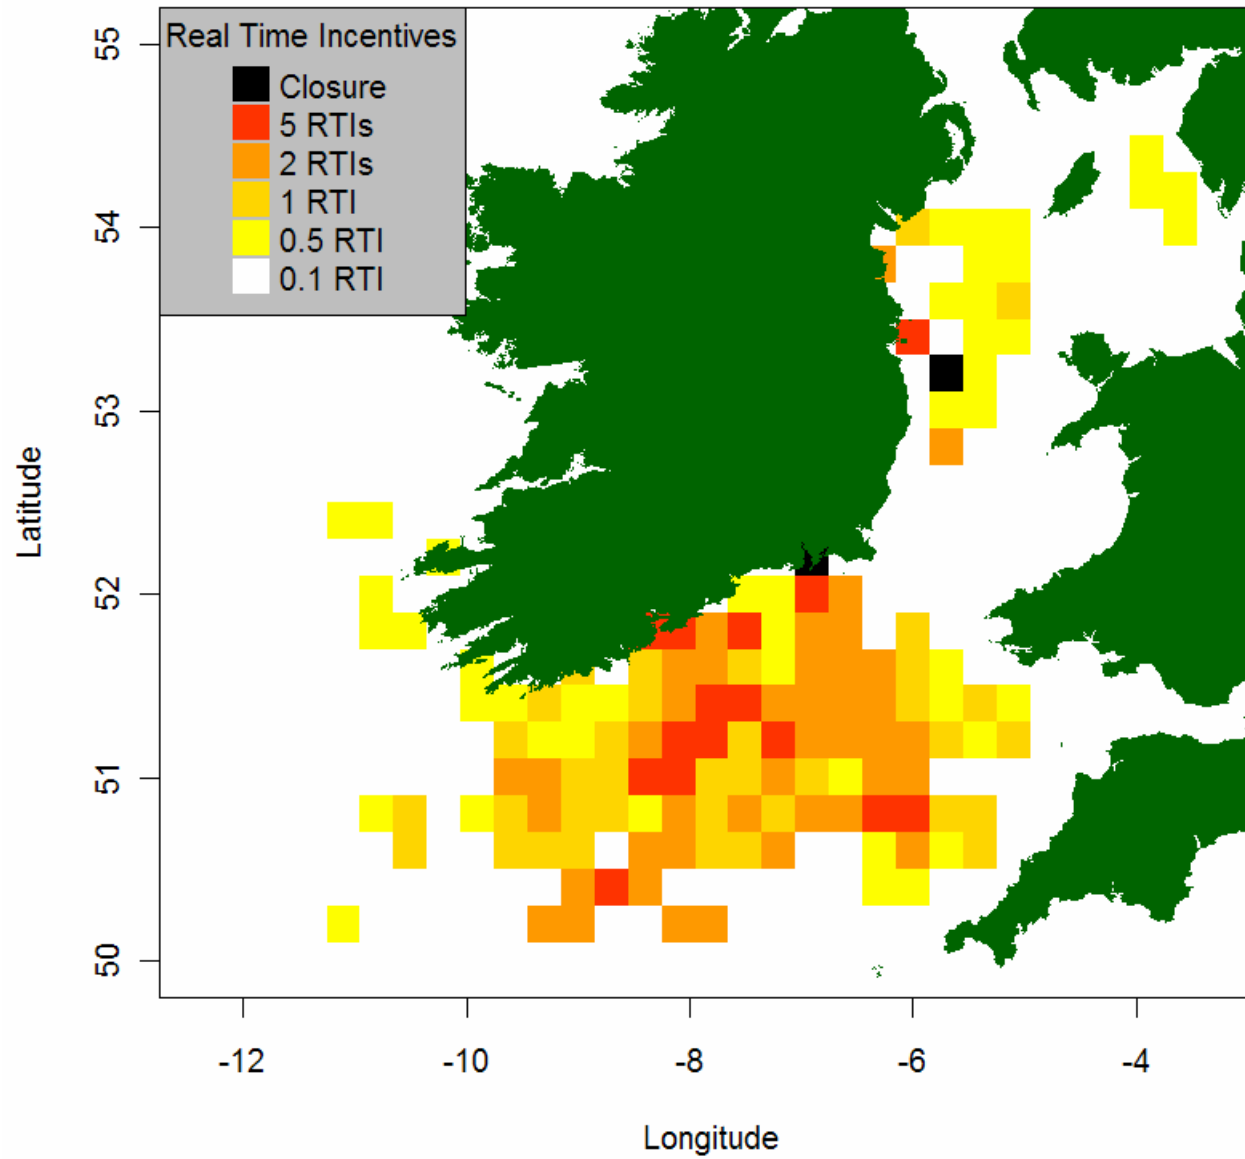 Real Time Incentives
Closure
5 RTIs
2 RTIs
1 RTI
0.5 RTI
0.1 RTI
55
54
53
52
51
50
Latitude
-12 -10 -8 -6 -4
Longitude